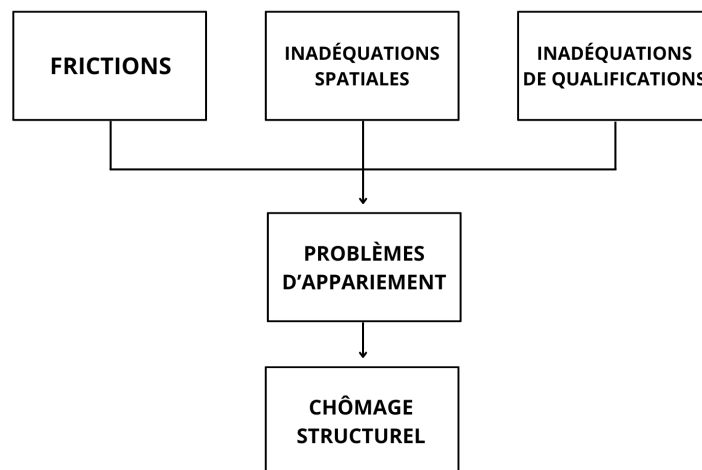 FRICTIONS
INADÉQUATIONS
SPATIALES
INADÉQUATIONS
DE QUALIFICATIONS
PROBLÈMES
D’APPARIEMENT
CHÔMAGE
STRUCTUREL